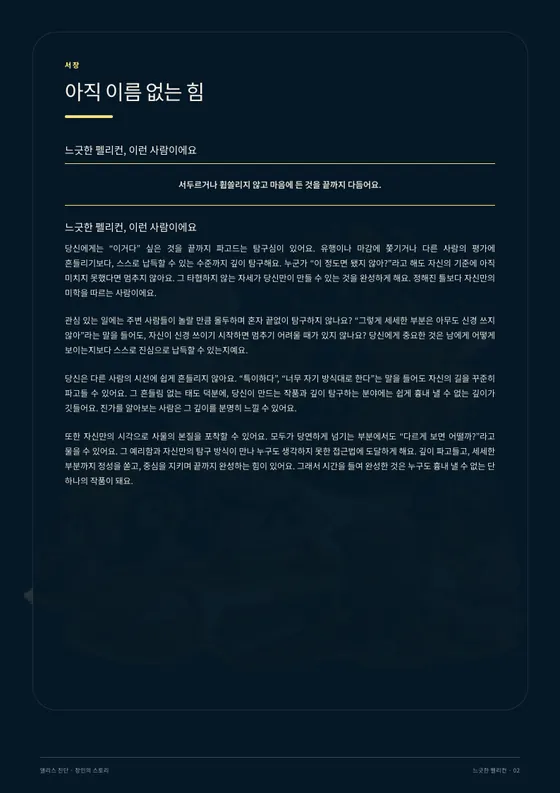 서장
아직 이름 없는 힘
느긋한 펠리컨, 이런 사람이에요
서두르거나 휩쓸리지 않고 마음에 든 것을 끝까지 다듬어요.
느긋한 펠리컨, 이런 사람이에요
당신에게는 “이거다” 싶은 것을 끝까지 파고드는 탐구심이 있어요. 유행이나 마감에 쫓기거나 다른 사람의 평가에
흔들리기보다, 스스로 납득할 수 있는 수준까지 깊이 탐구해요. 누군가 “이 정도면 됐지 않아?”라고 해도 자신의 기준에 아직
미치지 못했다면 멈추지 않아요. 그 타협하지 않는 자세가 당신만이 만들 수 있는 것을 완성하게 해요. 정해진 틀보다 자신만의
미학을 따르는 사람이에요.
관심 있는 일에는 주변 사람들이 놀랄 만큼 몰두하며 혼자 끝없이 탐구하지 않나요? “그렇게 세세한 부분은 아무도 신경 쓰지
않아”라는 말을 들어도, 자신이 신경 쓰이기 시작하면 멈추기 어려울 때가 있지 않나요? 당신에게 중요한 것은 남에게 어떻게
보이는지보다 스스로 진심으로 납득할 수 있는지예요.
당신은 다른 사람의 시선에 쉽게 흔들리지 않아요. “특이하다”, “너무 자기 방식대로 한다”는 말을 들어도 자신의 길을 꾸준히
파고들 수 있어요. 그 흔들림 없는 태도 덕분에, 당신이 만드는 작품과 깊이 탐구하는 분야에는 쉽게 흉내 낼 수 없는 깊이가
깃들어요. 진가를 알아보는 사람은 그 깊이를 분명히 느낄 수 있어요.
또한 자신만의 시각으로 사물의 본질을 포착할 수 있어요. 모두가 당연하게 넘기는 부분에서도 “다르게 보면 어떨까?”라고
물을 수 있어요. 그 예리함과 자신만의 탐구 방식이 만나 누구도 생각하지 못한 접근법에 도달하게 해요. 깊이 파고들고, 세세한
부분까지 정성을 쏟고, 중심을 지키며 끝까지 완성하는 힘이 있어요. 그래서 시간을 들여 완성한 것은 누구도 흉내 낼 수 없는 단
하나의 작품이 돼요.
앨리스 진단 · 장인의 스토리
느긋한 펠리컨 · 02